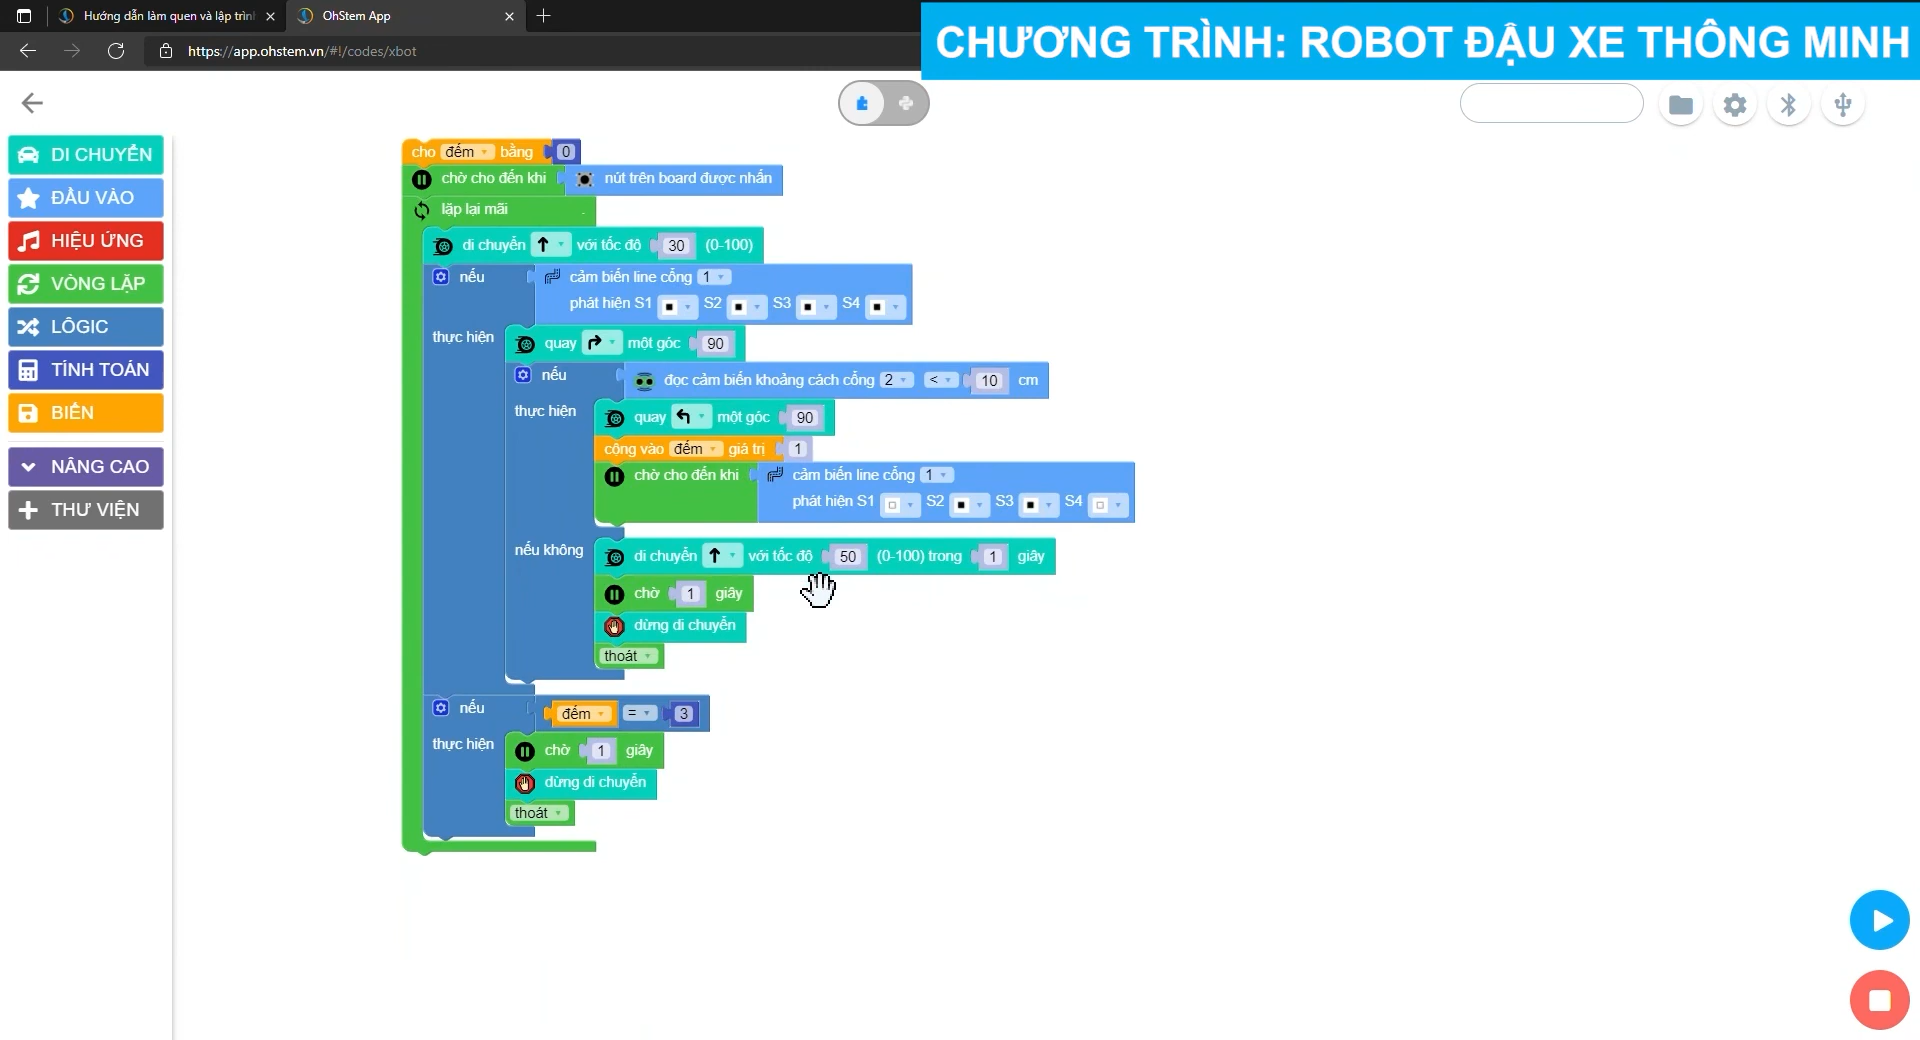 Hướng dẫn làm quen và lập trìn
OhStem App
https://app.ohstem.vn/#!/codes/xbot
CHƯƠNG TRÌNH: ROBOT ĐẬU XE THÔNG MINH
DI CHUYỂN
ĐẦU VÀO
HIỆU ỨNG
VÒNG LẶP
LÔGIC
TÍNH TOÁN
BIẾN
NÂNG CAO
THƯ VIỆN
cho đếm bằng 0
chờ cho đến khi nút trên board được nhấn
lặp lại mãi
di chuyển với tốc độ 30 (0-100)
nếu cảm biến line cổng 1
phát hiện S1 S2 S3 S4
thực hiện quay một góc 90
nếu đọc cảm biến khoảng cách cổng 2 < 10 cm
thực hiện quay một góc 90
cộng vào đếm giá trị 1
chờ cho đến khi cảm biến line cổng 1
phát hiện S1 S2 S3 S4
nếu không di chuyển với tốc độ 50 (0-100) trong 1 giây
chờ 1 giây
dừng di chuyển
thoát
nếu đếm = 3
thực hiện chờ 1 giây
dừng di chuyển
thoát